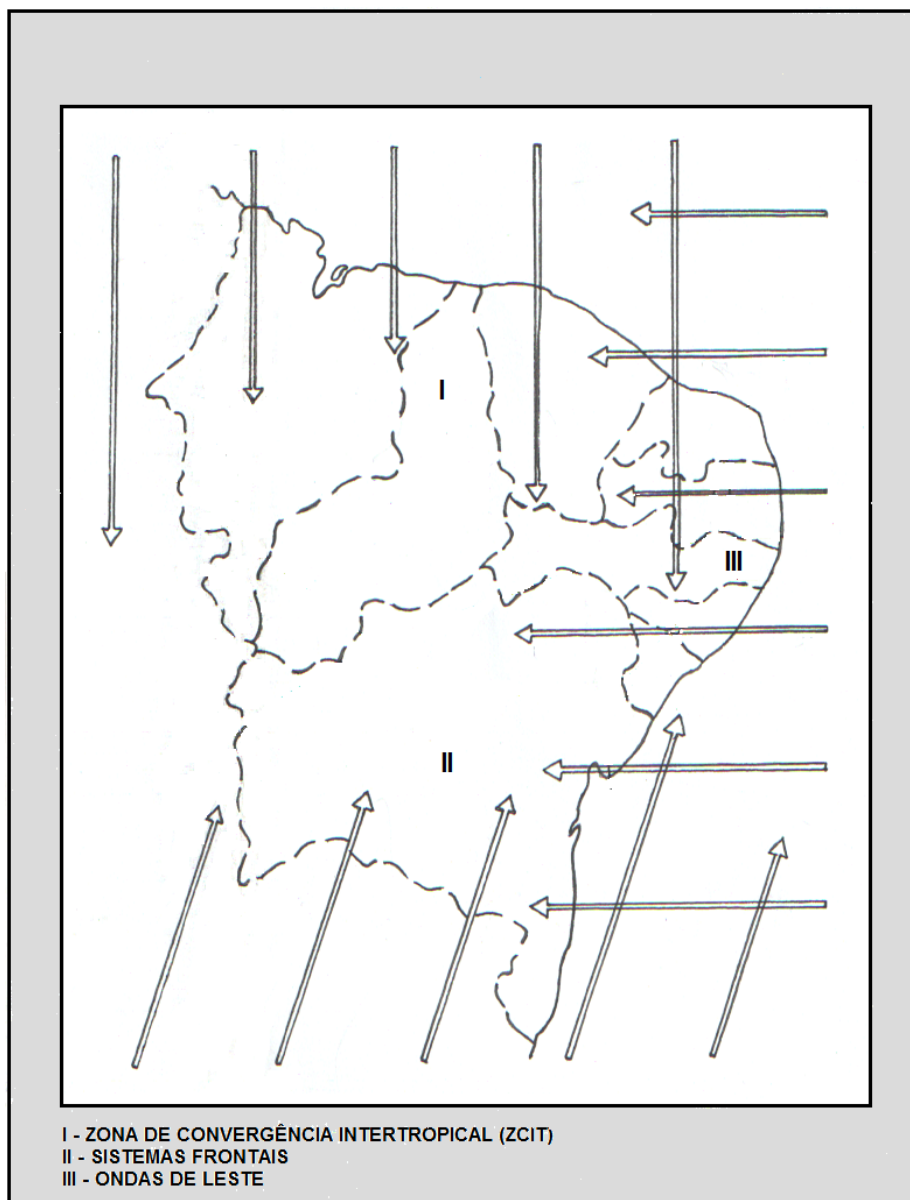 I
III
II
I - ZONA DE CONVERGÊNCIA INTERTROPICAL (ZCIT)
II - SISTEMAS FRONTAIS
III - ONDAS DE LESTE